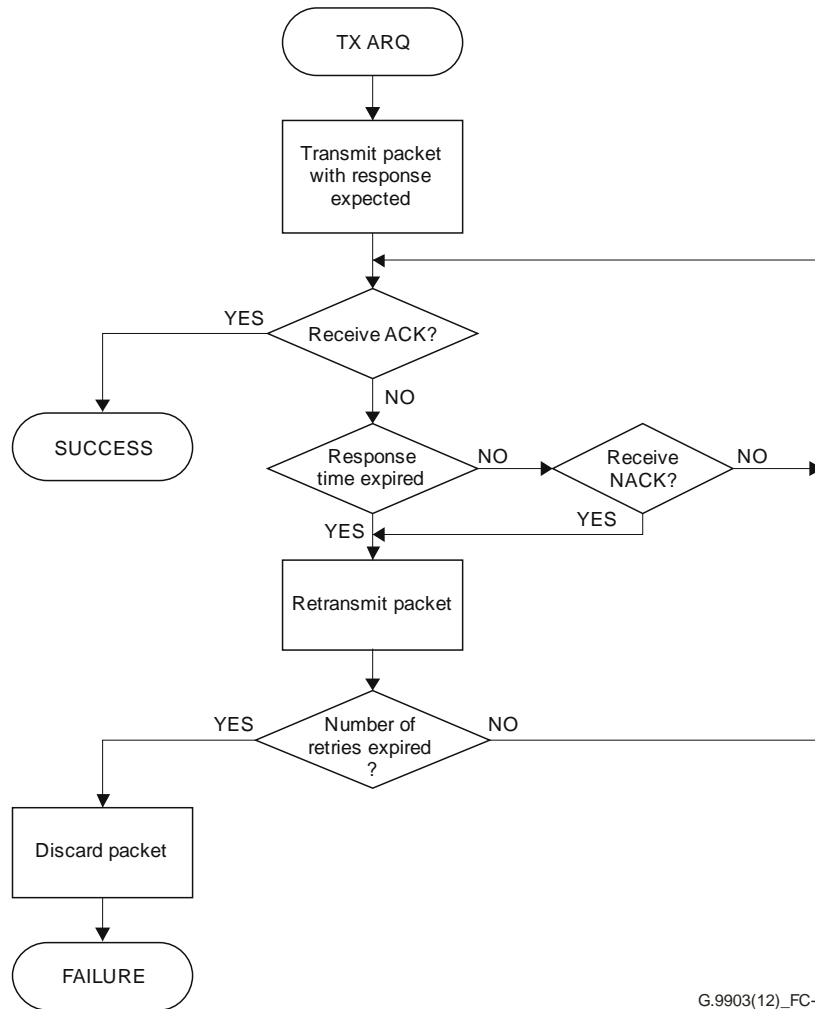 TX ARQ
Transmit packet
with response
expected
YES
Receive ACK?
NO
SUCCESS
Response
time expired
NO
Receive
NACK?
NO
YES
YES
Retransmit packet
YES
Number of
retries expired
?
NO
Discard packet
FAILURE
G.9903(12)_FC-